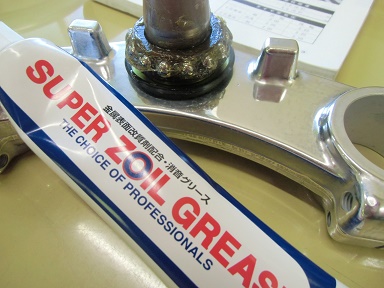 金属表面改質剤配合・消音グリース
SUPER ZOIL GREAS
THE CHOICE OF PROFESSIONALS